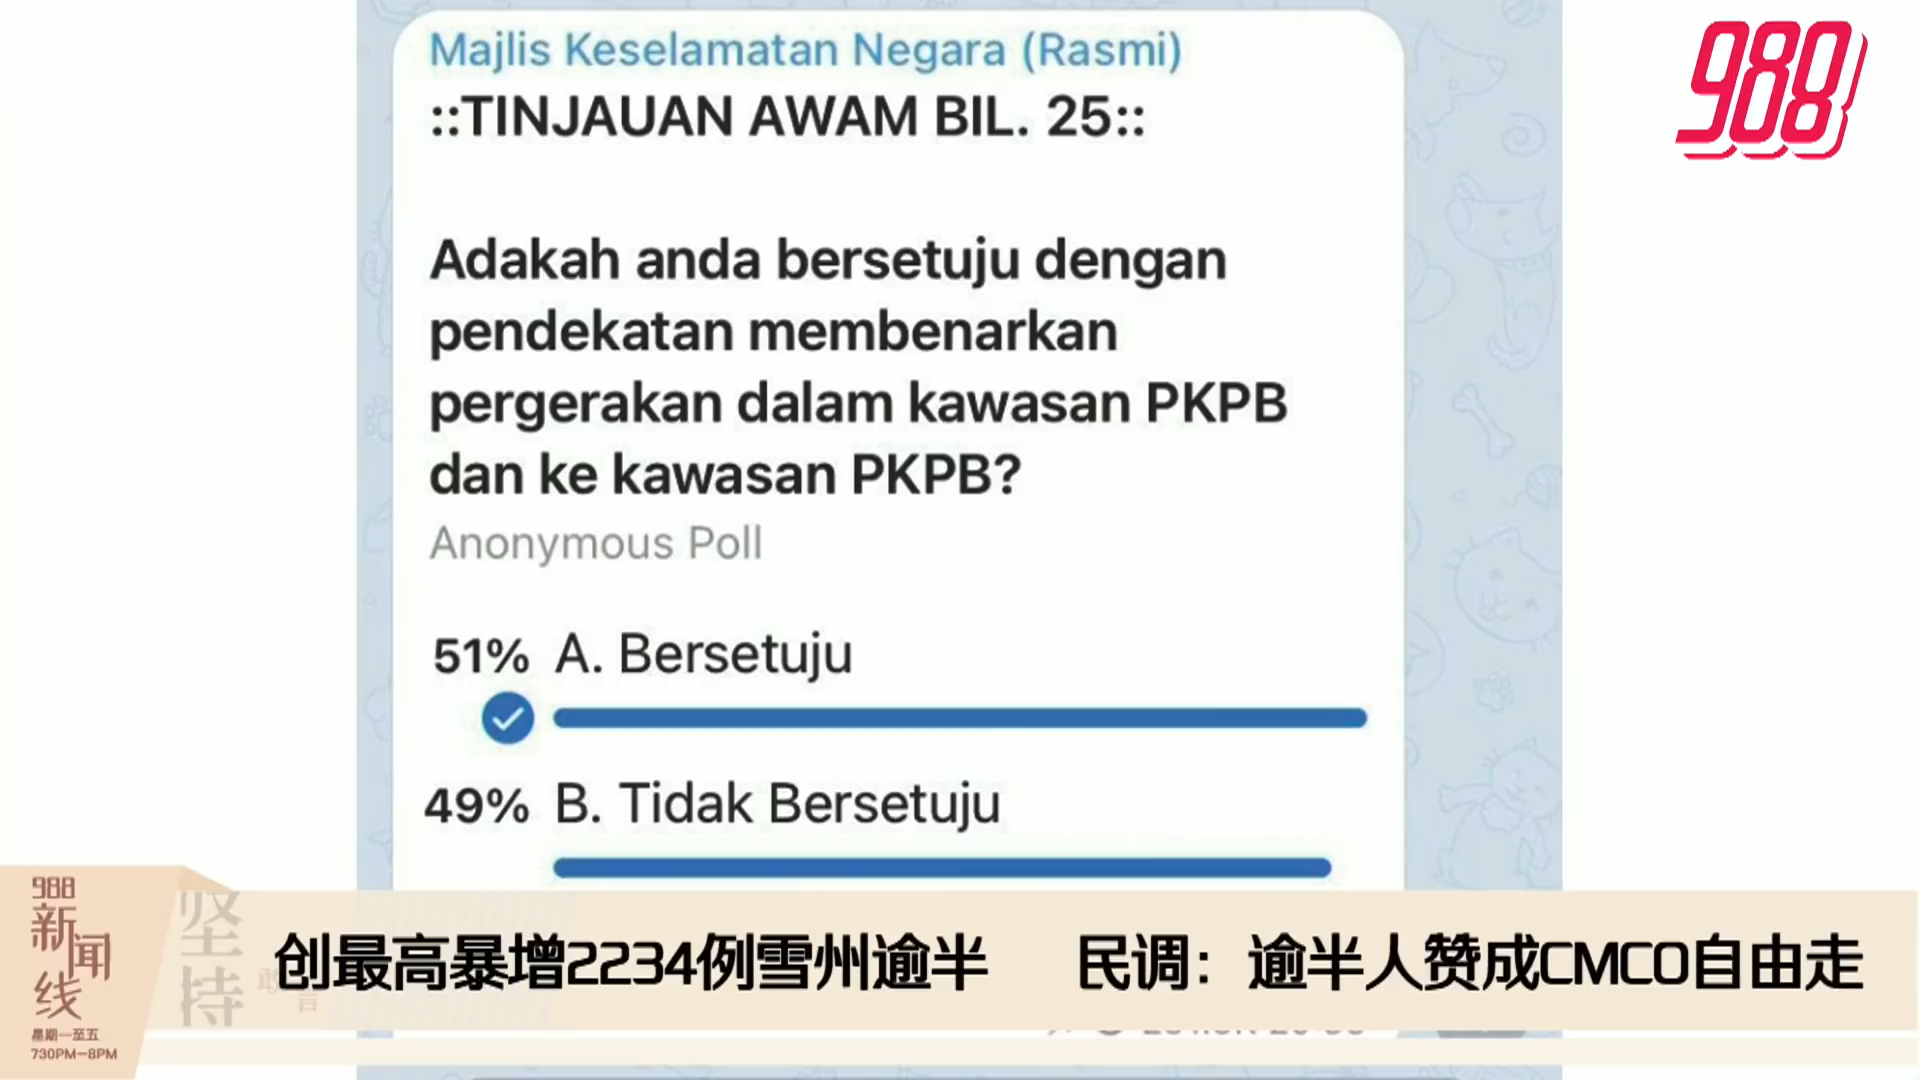 Majlis Keselamatan Negara (Rasmi)
::TINJAUAN AWAM BIL. 25::
988
Adakah anda bersetuju dengan
pendekatan membenarkan
pergerakan dalam kawasan PKPB
dan ke kawasan PKPB?
Anonymous Poll
51% A. Bersetuju
49% B. Tidak Bersetuju
988
新闻线
星期一至五
730PM-8PM
坚持
敢言
创最高暴增2234例雪州逾半 民调：逾半人赞成CMCO自由走